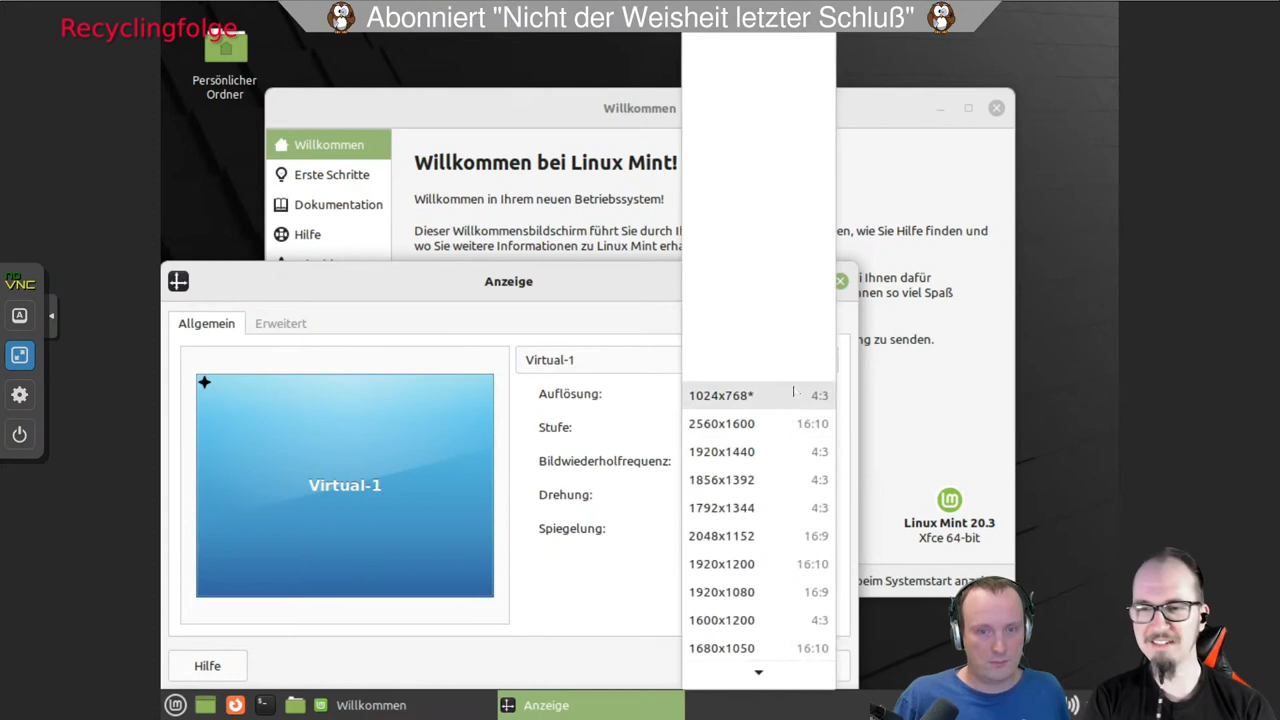 Abonniert "Nicht der Weisheit letzter Schluß"
Recyclingfolge
Persönlicher
Ordner
Willkommen
Willkommen
Erste Schritte
Dokumentation
Hilfe
Willkommen bei Linux Mint!
Willkommen in Ihrem neuen Betriebssystem!
Dieser Willkommensbildschirm führt Sie durch
en, wie Sie Hilfe finden und
wo Sie weitere Informationen zu Linux Mint
ei Ihnen dafür
nnen so viel Spaß
ng zu senden.
no
VNC
A
Anzeige
Allgemein
Erweitert
Virtual-1
Virtual-1
Auflösung:
Stufe:
Bildwiederholfrequenz:
Drehung:
Spiegelung:
1024x768* 4:3
2560x1600 16:10
1920x1440 4:3
1856x1392 4:3
1792x1344 4:3
2048x1152 16:9
1920x1200 16:10
1920x1080 16:9
1600x1200 4:3
1680x1050 16:10
Linux Mint 20.3
Xfce 64-bit
beim Systemstart
Hilfe
Willkommen
Anzeige